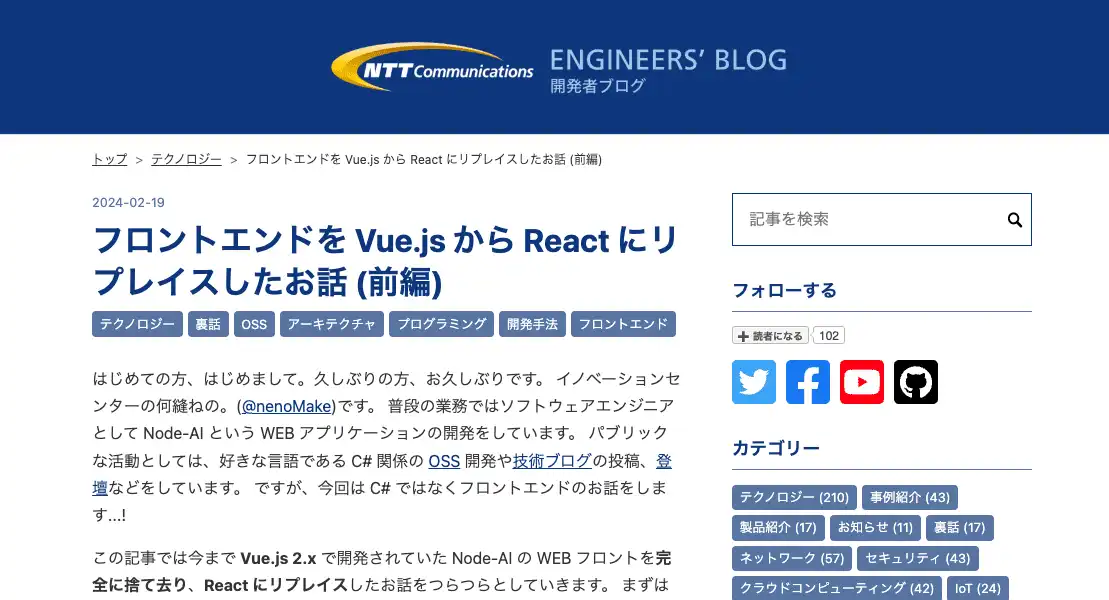 NTT Communications
ENGINEERS’ BLOG
開発者ブログ
トップ > テクノロジー > フロントエンドを Vue.js から React にリプレイスしたお話 (前編)
2024-02-19
フロントエンドを Vue.js から React にリ
プレイスしたお話 (前編)
テクノロジー 裏話 OSS アーキテクチャ プログラミング 開発手法 フロントエンド
はじめての方、はじめまして。久しぶりの方、お久しぶりです。 イノベーションセ
ンターの何縫ねの。(@nenoMake)です。 普段の業務ではソフトウェアエンジニア
として Node-AI という WEB アプリケーションの開発をしています。 パブリック
な活動としては、好きな言語である C# 関係の OSS 開発や技術ブログの投稿、登
壇などをしています。 ですが、今回は C# ではなくフロントエンドのお話をしま
す...!
この記事では今まで Vue.js 2.x で開発されていた Node-AI の WEB フロントを完
全に捨て去り、React にリプレイスしたお話をつらつらとしていきます。 まずは
記事を検索
フォローする
読者になる 102
カテゴリー
テクノロジー (210) 事例紹介 (43)
製品紹介 (17) お知らせ (11) 裏話 (17)
ネットワーク (57) セキュリティ (43)
クラウドコンピューティング (42) IoT (24)